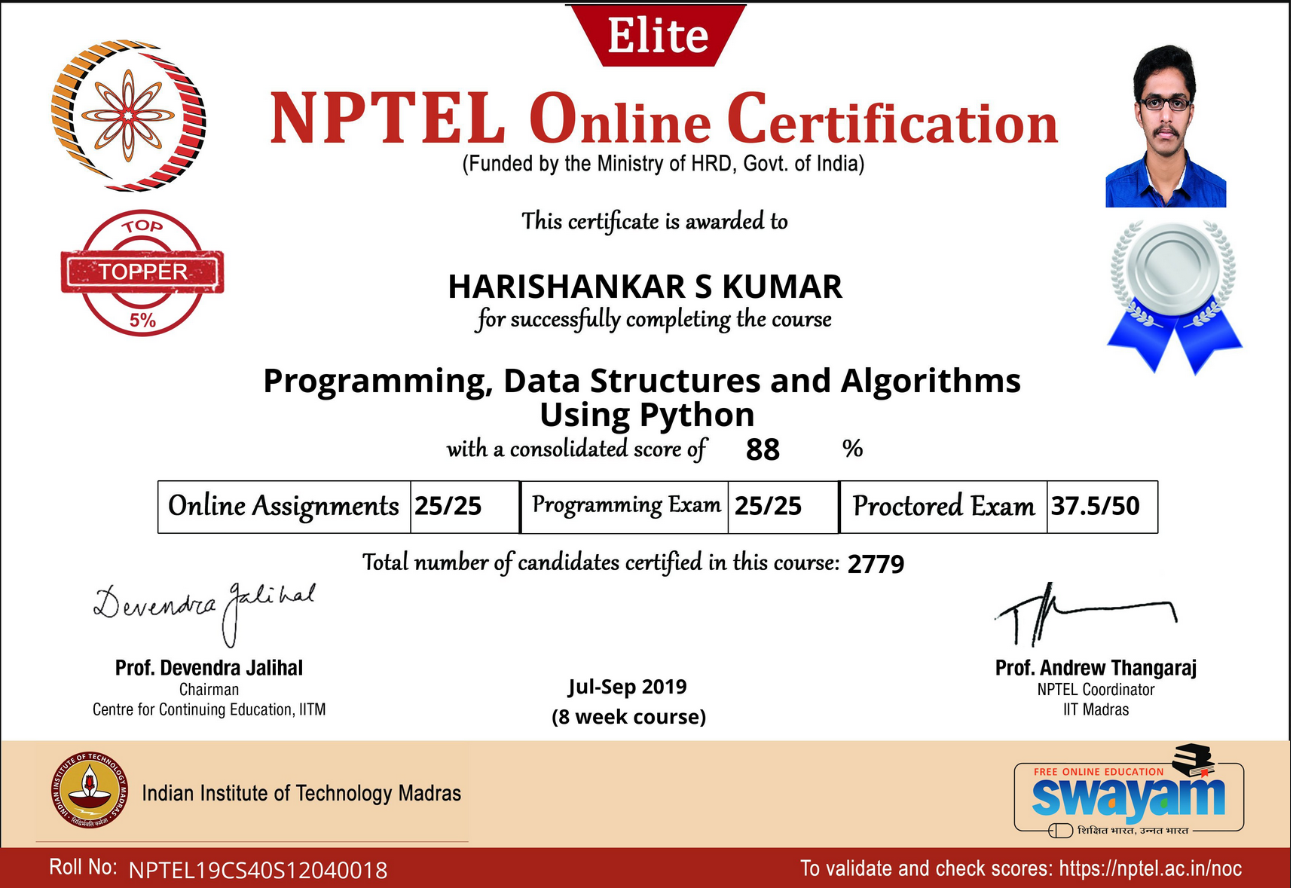 Elite
NPTEL Online Certification
(Funded by the Ministry of HRD, Govt. of India)
This certificate is awarded to
TOP
TOPPER
5%
HARISHANKAR S KUMAR
for successfully completing the course
Programming, Data Structures and Algorithms
Using Python
with a consolidated score of 88 %
Online Assignments 25/25 Programming Exam 25/25 Proctored Exam 37.5/50
Total number of candidates certified in this course: 2779
Devendra Jalihal
Prof. Devendra Jalihal
Chairman
Centre for Continuing Education, IITM
Jul-Sep 2019
(8 week course)
Prof. Andrew Thangaraj
NPTEL Coordinator
IIT Madras
INDIAN INSTITUTE OF TECHNOLOGY MADRAS
Indian Institute of Technology Madras
FREE ONLINE EDUCATION
swayam
शिक्षित भारत, उन्नत भारत
Roll No: NPTEL19CS40S12040018
To validate and check scores: https://nptel.ac.in/noc